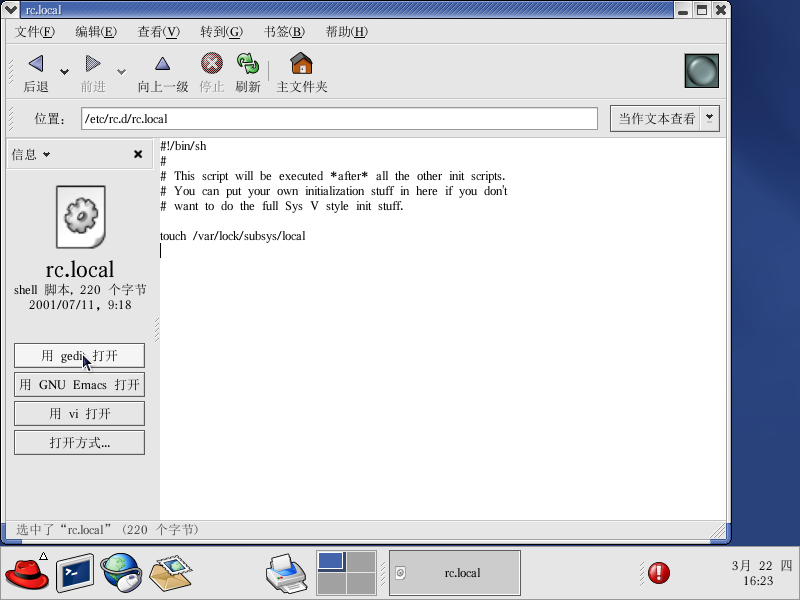 rc.local
文件(F) 编辑(E) 查看(V) 转到(G) 书签(B) 帮助(H)
后退 前进 向上一级 停止 刷新 主文件夹
位置: /etc/rc.d/rc.local 当作文本查看
信息
rc.local
shell 脚本, 220 个字节
2001/07/11, 9:18
用 gedit 打开
用 GNU Emacs 打开
用 vi 打开
打开方式...
#!/bin/sh
#
# This script will be executed *after* all the other init scripts.
# You can put your own initialization stuff in here if you don't
# want to do the full Sys V style init stuff.
touch /var/lock/subsys/local
选中了“rc.local” (220 个字节)
rc.local
3月 22 四
16:23